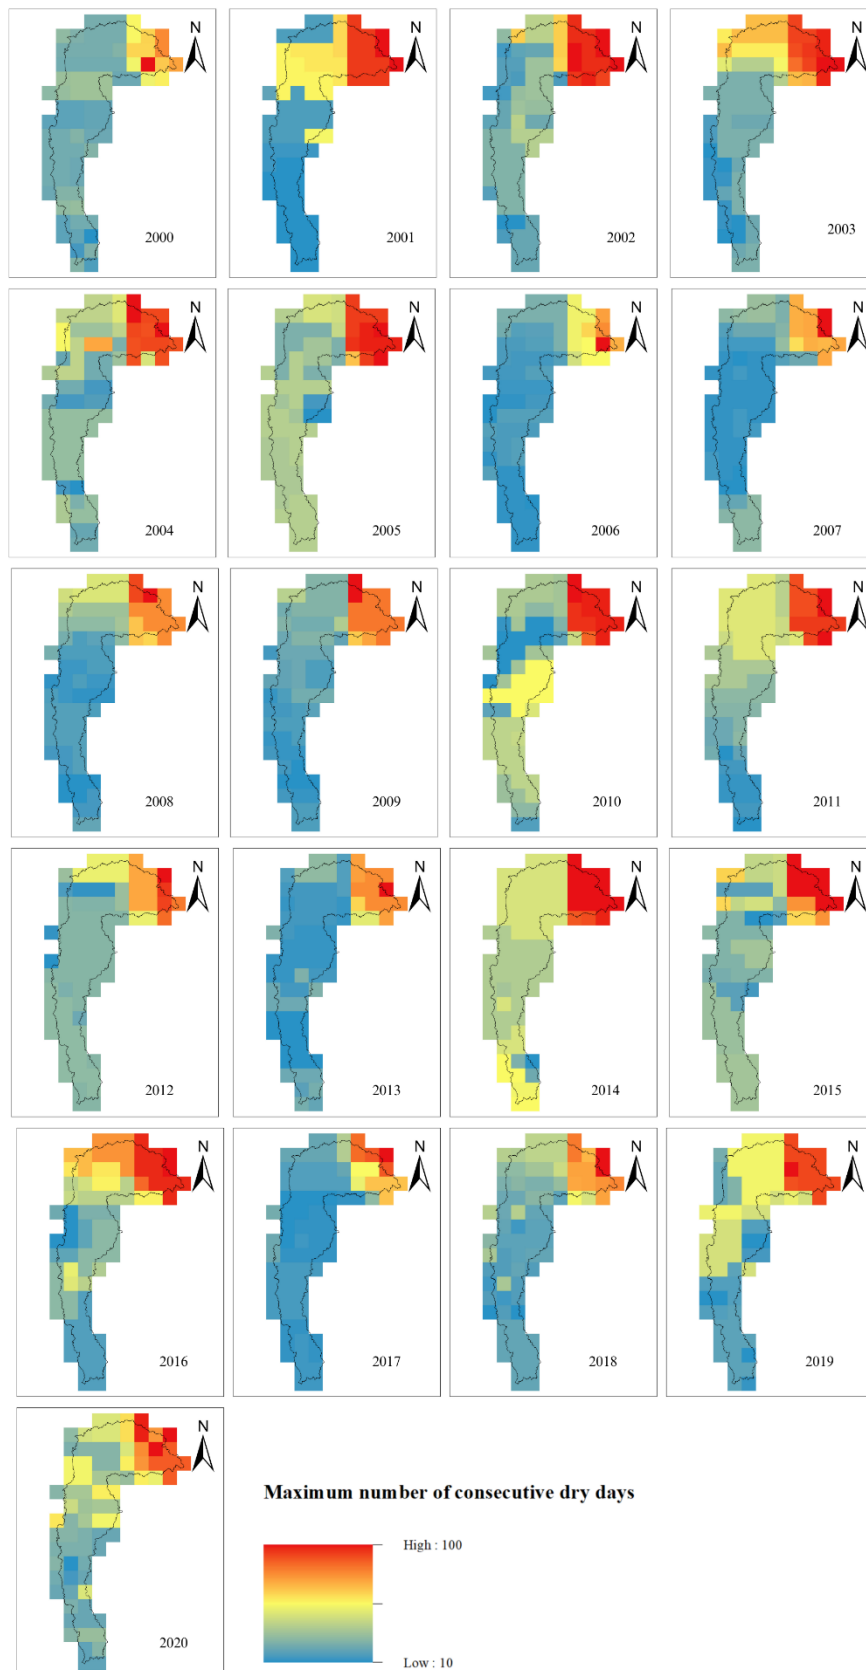 N
N
N
N
2000
2001
2002
2003
N
N
N
N
2004
2005
2006
2007
N
N
N
N
2008
2009
2010
2011
N
N
N
N
2012
2013
2014
2015
N
N
N
N
2016
2017
2018
2019
N
2020
Maximum number of consecutive dry days
High : 100
Low : 10